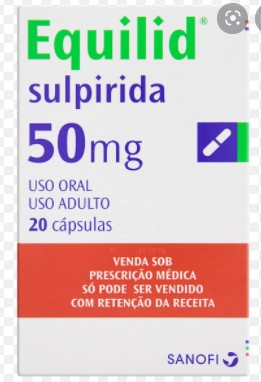 Equilid®
sulpirida
50mg
USO ORAL
USO ADULTO
20 cápsulas
VENDA SOB
PRESCRIÇÃO MÉDICA
SÓ PODE SER VENDIDO
COM RETENÇÃO DA RECEITA
SANOFI